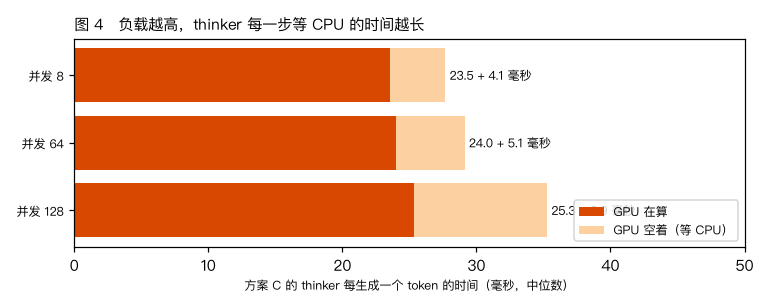 图 4 负载越高，thinker 每一步等 CPU 的时间越长
并发 8
23.5 + 4.1 毫秒
并发 64
24.0 + 5.1 毫秒
并发 128
25.3
GPU 在算
GPU 空着（等 CPU）
0 10 20 30 40 50
方案 C 的 thinker 每生成一个 token 的时间（毫秒，中位数）